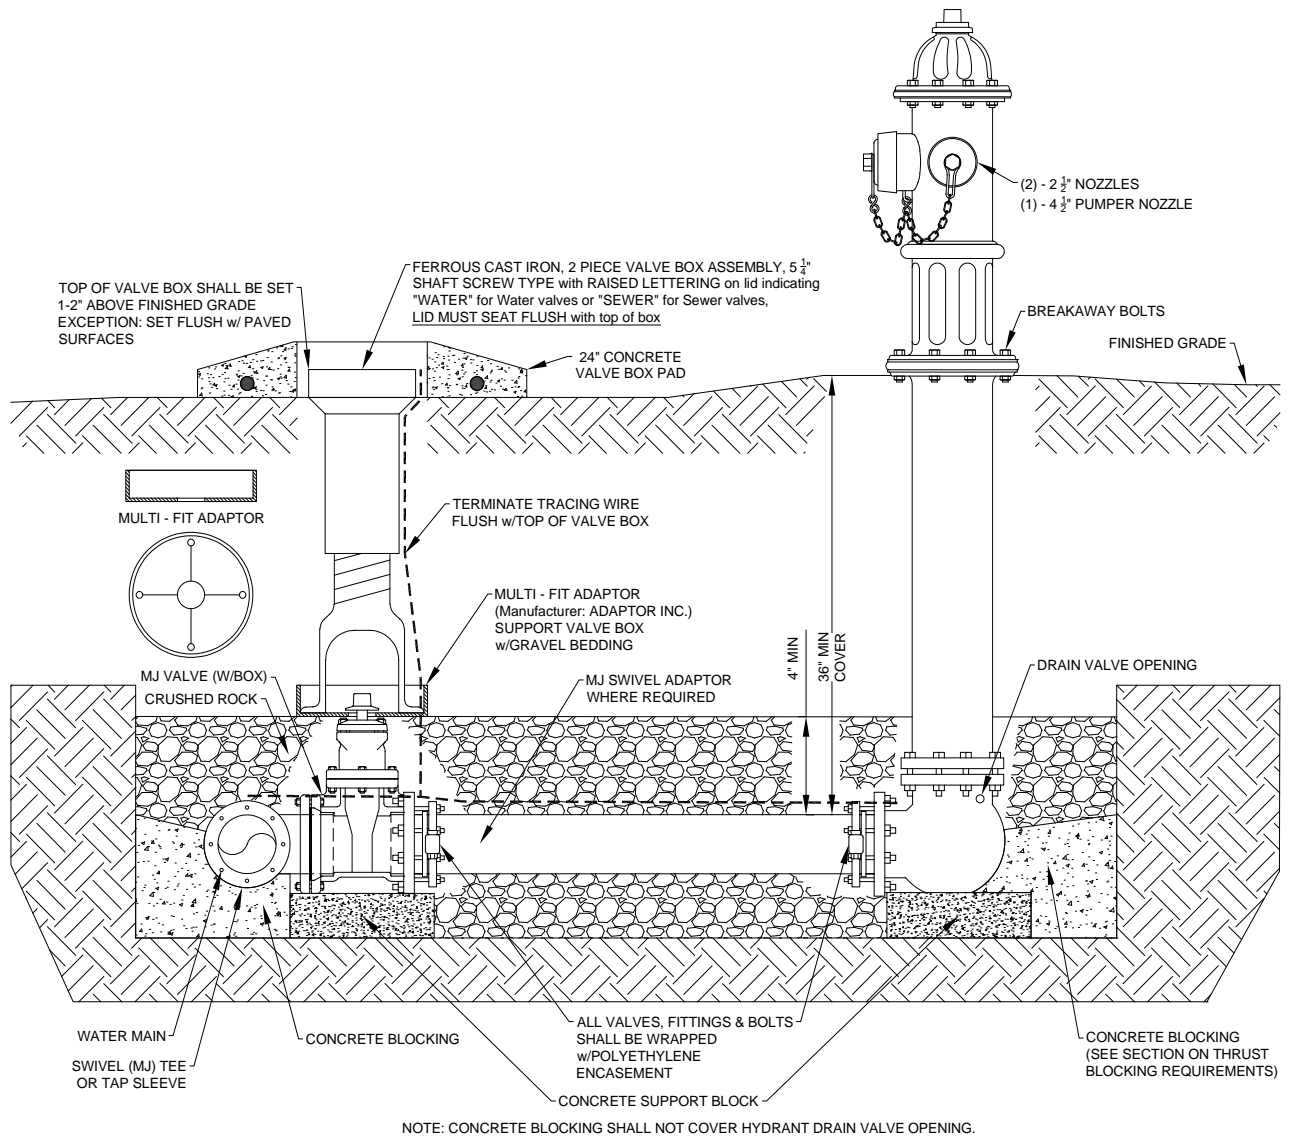 (2) - 2 1/2" NOZZLES
(1) - 4 1/2" PUMPER NOZZLE
FERROUS CAST IRON, 2 PIECE VALVE BOX ASSEMBLY, 5 1/4"
SHAFT SCREW TYPE with RAISED LETTERING on lid indicating
"WATER" for Water valves or "SEWER" for Sewer valves,
LID MUST SEAT FLUSH with top of box
TOP OF VALVE BOX SHALL BE SET
1-2" ABOVE FINISHED GRADE
EXCEPTION: SET FLUSH w/ PAVED
SURFACES
BREAKAWAY BOLTS
FINISHED GRADE
24" CONCRETE
VALVE BOX PAD
MULTI - FIT ADAPTOR
TERMINATE TRACING WIRE
FLUSH w/TOP OF VALVE BOX
MULTI - FIT ADAPTOR
(Manufacturer: ADAPTOR INC.)
SUPPORT VALVE BOX
w/GRAVEL BEDDING
4" MIN
36" MIN
COVER
DRAIN VALVE OPENING
MJ VALVE (W/BOX)
CRUSHED ROCK
MJ SWIVEL ADAPTOR
WHERE REQUIRED
WATER MAIN
SWIVEL (MJ) TEE
OR TAP SLEEVE
CONCRETE BLOCKING
ALL VALVES, FITTINGS & BOLTS
SHALL BE WRAPPED
w/POLYETHYLENE
ENCASEMENT
CONCRETE BLOCKING
(SEE SECTION ON THRUST
BLOCKING REQUIREMENTS)
CONCRETE SUPPORT BLOCK
NOTE: CONCRETE BLOCKING SHALL NOT COVER HYDRANT DRAIN VALVE OPENING.